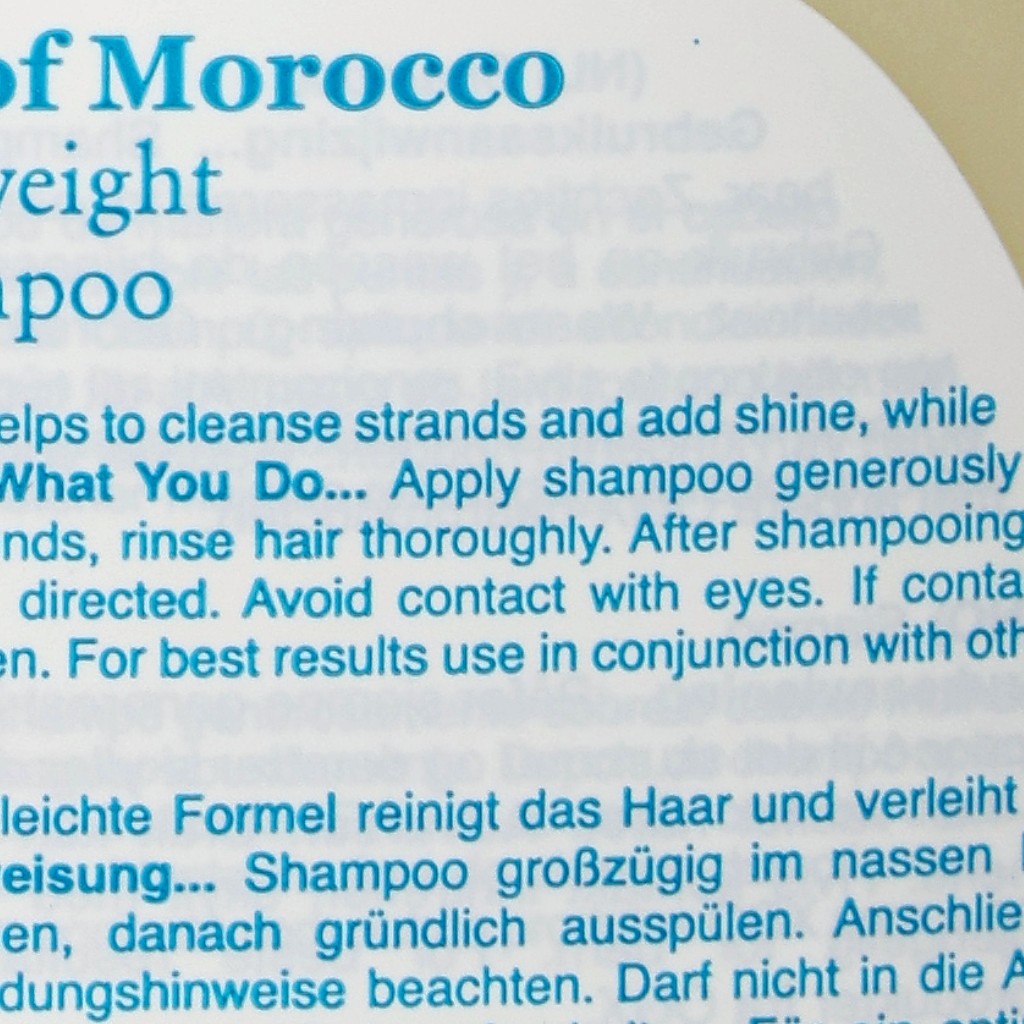 of Morocco
weight
mpoo
elps to cleanse strands and add shine, while
What You Do... Apply shampoo generously
nds, rinse hair thoroughly. After shampooing
directed. Avoid contact with eyes. If conta
en. For best results use in conjunction with oth
leichte Formel reinigt das Haar und verleiht
eisung... Shampoo großzügig im nassen
en, danach gründlich ausspülen. Anschlie
dungshinweise beachten. Darf nicht in die A